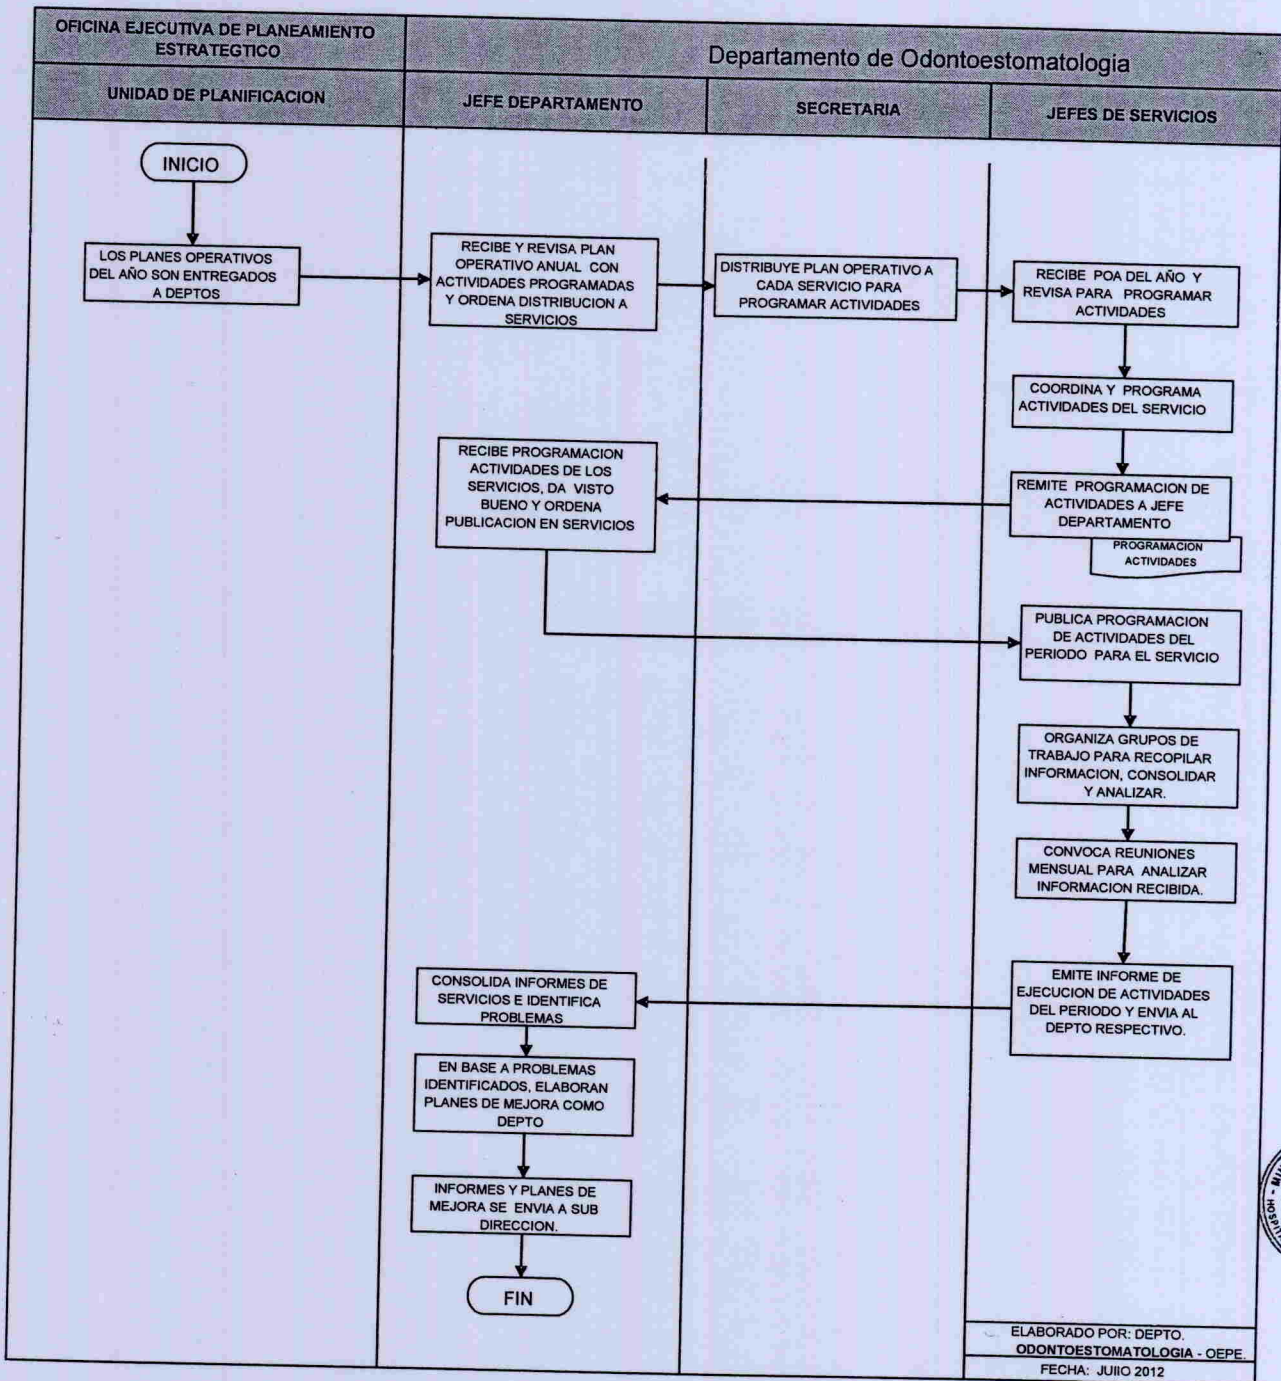 OFICINA EJECUTIVA DE PLANEAMIENTO
ESTRATEGTICO
Departamento de Odontoestomatologia
UNIDAD DE PLANIFICACION
JEFE DEPARTAMENTO
SECRETARIA
JEFES DE SERVICIOS
INICIO
LOS PLANES OPERATIVOS
DEL AÑO SON ENTREGADOS
A DEPTOS
RECIBE Y REVISA PLAN
OPERATIVO ANUAL CON
ACTIVIDADES PROGRAMADAS
Y ORDENA DISTRIBUCION A
SERVICIOS
DISTRIBUYE PLAN OPERATIVO A
CADA SERVICIO PARA
PROGRAMAR ACTIVIDADES
RECIBE POA DEL AÑO Y
REVISA PARA PROGRAMAR
ACTIVIDADES
COORDINA Y PROGRAMA
ACTIVIDADES DEL SERVICIO
REMITE PROGRAMACION DE
ACTIVIDADES A JEFE
DEPARTAMENTO
PROGRAMACION
ACTIVIDADES
RECIBE PROGRAMACION
ACTIVIDADES DE LOS
SERVICIOS, DA VISTO
BUENO Y ORDENA
PUBLICACION EN SERVICIOS
PUBLICA PROGRAMACION
DE ACTIVIDADES DEL
PERIODO PARA EL SERVICIO
ORGANIZA GRUPOS DE
TRABAJO PARA RECOPILAR
INFORMACION, CONSOLIDAR
Y ANALIZAR.
CONVOCA REUNIONES
MENSUAL PARA ANALIZAR
INFORMACION RECIBIDA.
EMITE INFORME DE
EJECUCION DE ACTIVIDADES
DEL PERIODO Y ENVIA AL
DEPTO RESPECTIVO.
CONSOLIDA INFORMES DE
SERVICIOS E IDENTIFICA
PROBLEMAS
EN BASE A PROBLEMAS
IDENTIFICADOS, ELABORAN
PLANES DE MEJORA COMO
DEPTO
INFORMES Y PLANES DE
MEJORA SE ENVIA A SUB
DIRECCION.
FIN
ELABORADO POR: DEPTO.
ODONTOESTOMATOLOGIA - OEPE.
FECHA: JUIIO 2012